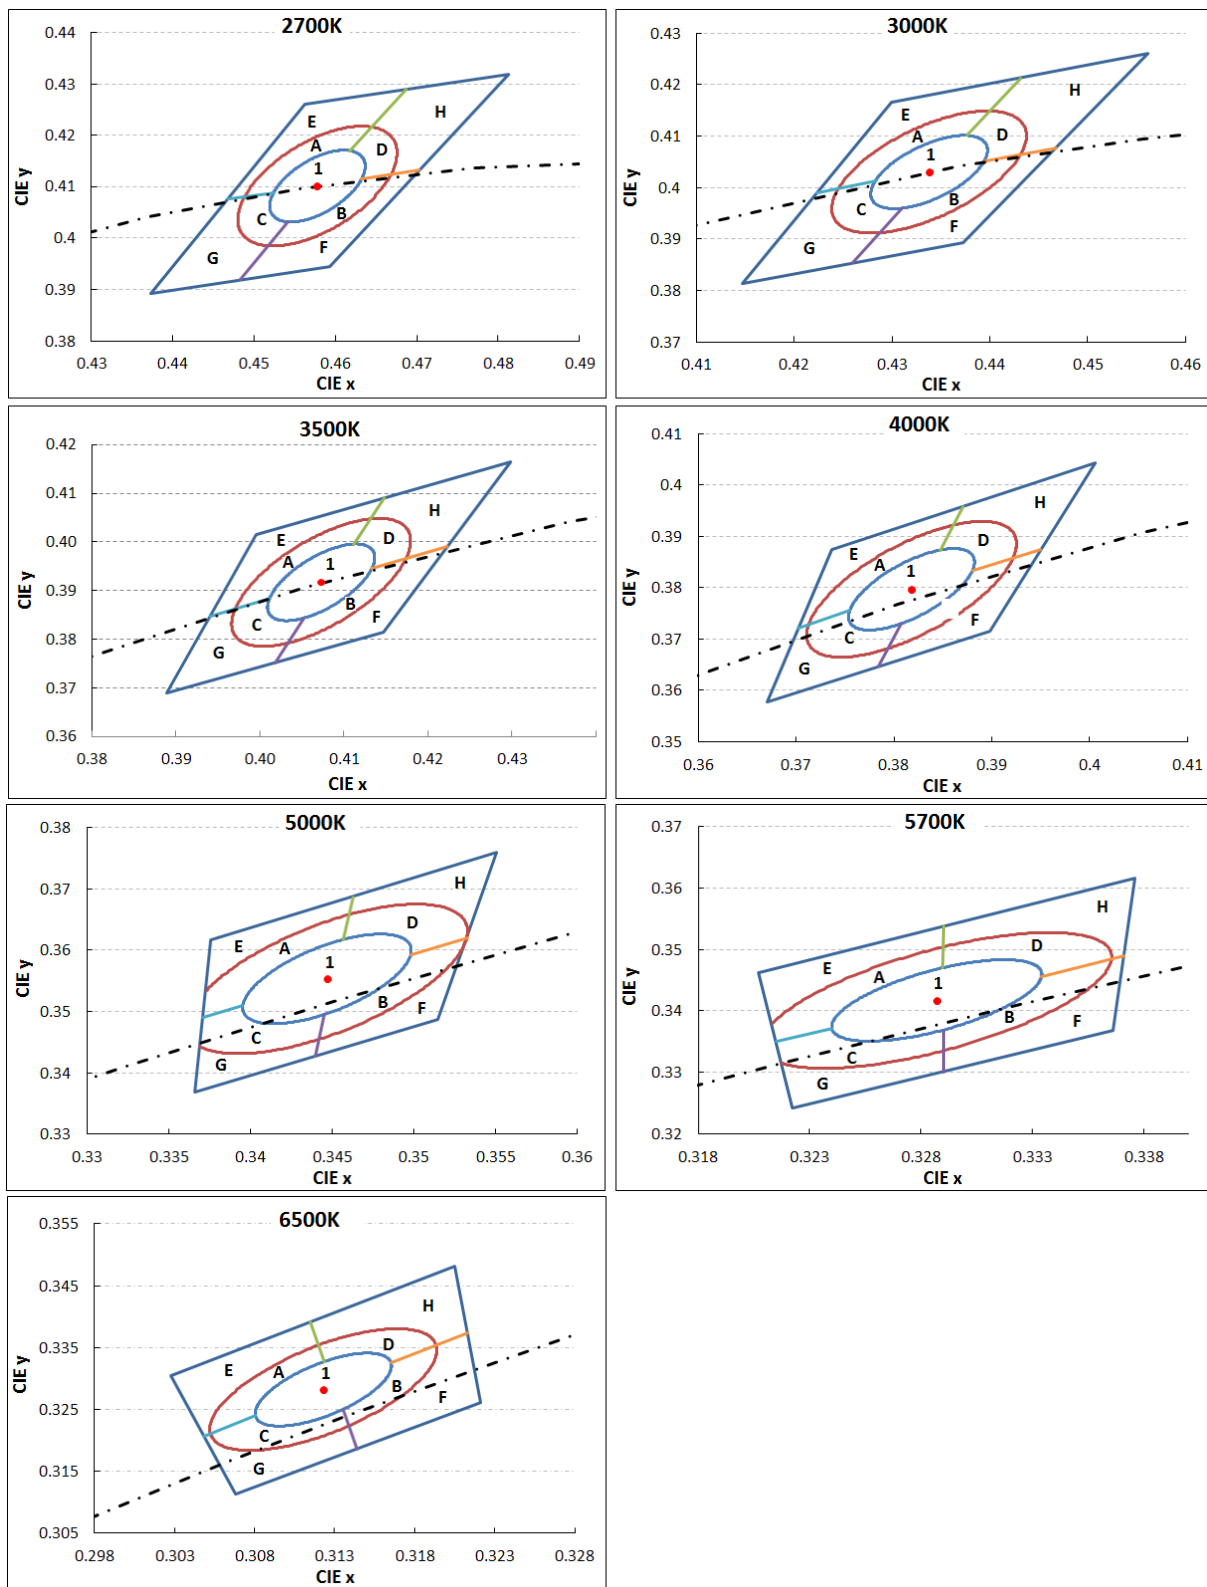 2700K
0.44
0.43
0.42
0.41
0.4
0.39
0.38
CIE y
E
H
A
D
1
C
B
G
F
0.43 0.44 0.45 0.46 0.47 0.48 0.49
CIE x
3000K
0.43
0.42
0.41
0.4
0.39
0.38
0.37
CIE y
H
E
A
D
1
C
B
F
G
0.41 0.42 0.43 0.44 0.45 0.46
CIE x
3500K
0.42
0.41
0.40
0.39
0.38
0.37
0.36
CIE y
H
E
D
A
1
B
C
F
G
0.38 0.39 0.40 0.41 0.42 0.43
CIE x
4000K
0.41
0.4
0.39
0.38
0.37
0.36
0.35
CIE y
H
E
D
A
1
F
C
G
0.36 0.37 0.38 0.39 0.4 0.41
CIE x
5000K
0.38
0.37
0.36
0.35
0.34
0.33
CIE y
H
E
A
D
1
B
F
C
G
0.33 0.335 0.34 0.345 0.35 0.355 0.36
CIE x
5700K
0.37
0.36
0.35
0.34
0.33
0.32
CIE y
H
D
E
A
1
B
F
C
G
0.318 0.323 0.328 0.333 0.338
CIE x
6500K
0.355
0.345
0.335
0.325
0.315
0.305
CIE y
H
D
E
A
1
B
F
C
G
0.298 0.303 0.308 0.313 0.318 0.323 0.328
CIE x